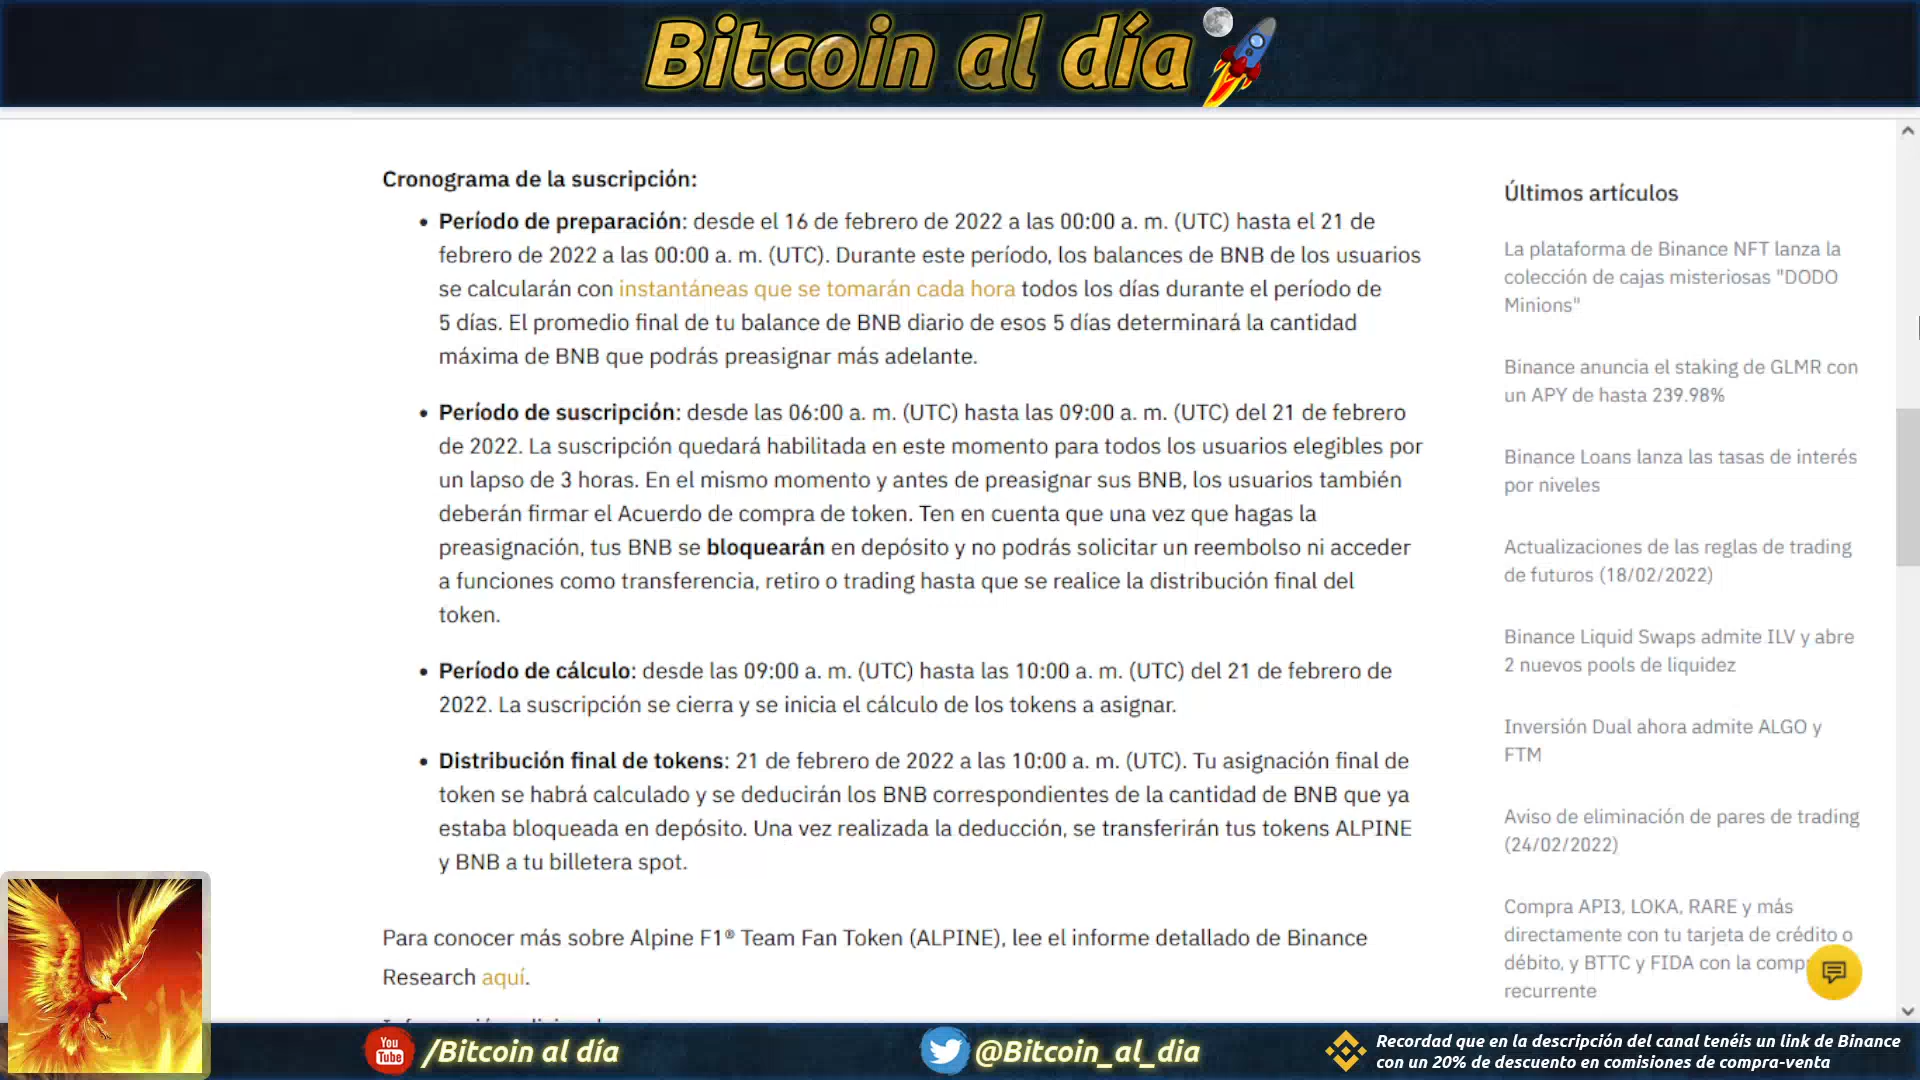 Bitcoin al día
Cronograma de la suscripción:
• Período de preparación: desde el 16 de febrero de 2022 a las 00:00 a. m. (UTC) hasta el 21 de
febrero de 2022 a las 00:00 a. m. (UTC). Durante este período, los balances de BNB de los usuarios
se calcularán con instantáneas que se tomarán cada hora todos los días durante el período de
5 días. El promedio final de tu balance de BNB diario de esos 5 días determinará la cantidad
máxima de BNB que podrás preasignar más adelante.
• Período de suscripción: desde las 06:00 a. m. (UTC) hasta las 09:00 a. m. (UTC) del 21 de febrero
de 2022. La suscripción quedará habilitada en este momento para todos los usuarios elegibles por
un lapso de 3 horas. En el mismo momento y antes de preasignar sus BNB, los usuarios también
deberán firmar el Acuerdo de compra de token. Ten en cuenta que una vez que hagas la
preasignación, tus BNB se bloquearán en depósito y no podrás solicitar un reembolso ni acceder
a funciones como transferencia, retiro o trading hasta que se realice la distribución final del
token.
• Período de cálculo: desde las 09:00 a. m. (UTC) hasta las 10:00 a. m. (UTC) del 21 de febrero de
2022. La suscripción se cierra y se inicia el cálculo de los tokens a asignar.
• Distribución final de tokens: 21 de febrero de 2022 a las 10:00 a. m. (UTC). Tu asignación final de
token se habrá calculado y se deducirán los BNB correspondientes de la cantidad de BNB que ya
estaba bloqueada en depósito. Una vez realizada la deducción, se transferirán tus tokens ALPINE
y BNB a tu billetera spot.
Para conocer más sobre Alpine F1® Team Fan Token (ALPINE), lee el informe detallado de Binance
Research aquí.
Últimos artículos
La plataforma de Binance NFT lanza la
colección de cajas misteriosas "DODO
Minions"
Binance anuncia el staking de GLMR con
un APY de hasta 239.98%
Binance Loans lanza las tasas de interés
por niveles
Actualizaciones de las reglas de trading
de futuros (18/02/2022)
Binance Liquid Swaps admite ILV y abre
2 nuevos pools de liquidez
Inversión Dual ahora admite ALGO y
FTM
Aviso de eliminación de pares de trading
(24/02/2022)
Compra API3, LOKA, RARE y más
directamente con tu tarjeta de crédito o
débito, y BTTC y FIDA con la
recurrente
You
Tube
/Bitcoin al día
@Bitcoin_al_dia
Recordad que en la descripción del canal tenéis un link de Binance
con un 20% de descuento en comisiones de compra-venta